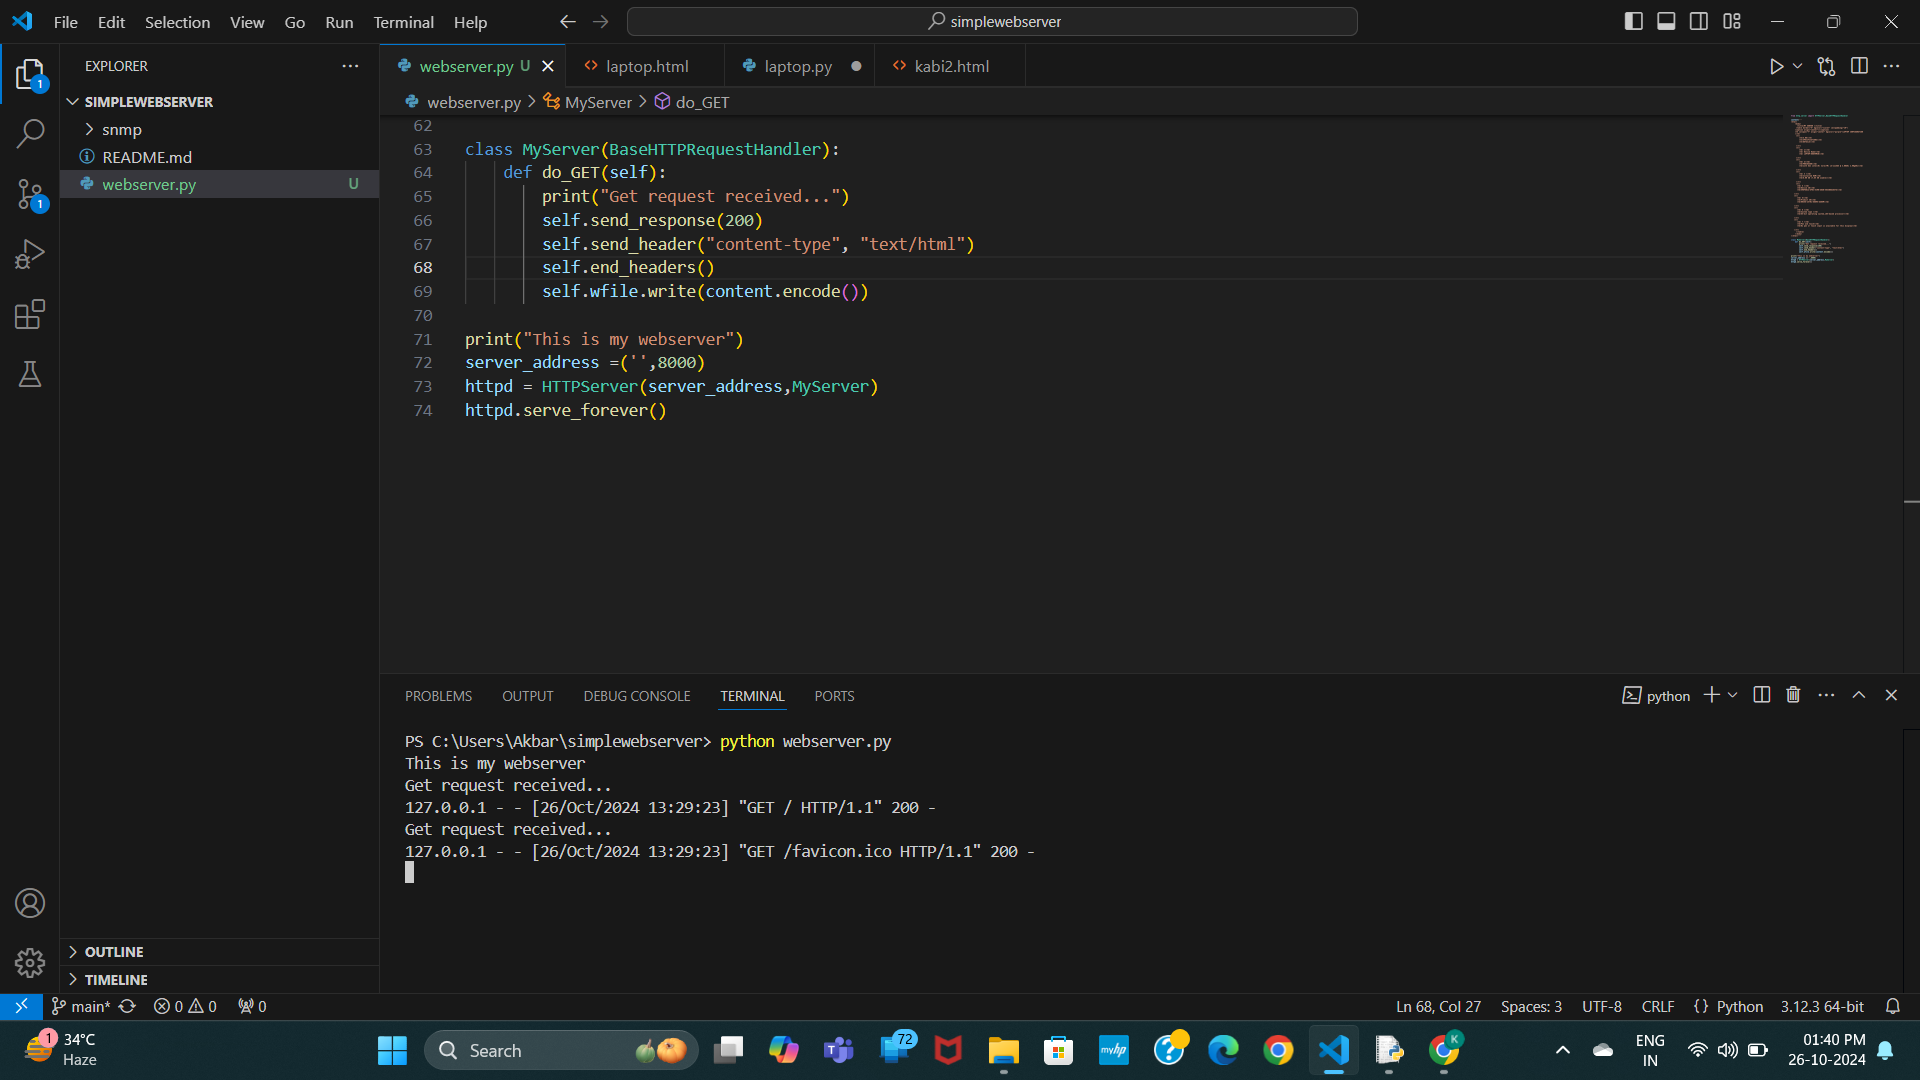 File Edit Selection View Go Run Terminal Help
simplewebserver
EXPLORER
webserver.py U
laptop.html
laptop.py
kabi2.html
SIMPLEWEBSERVER
snmp
README.md
webserver.py U
1
1
webserver.py > MyServer > do_GET
62
63 class MyServer(BaseHTTPRequestHandler):
64 def do_GET(self):
65 print("Get request received...")
66 self.send_response(200)
67 self.send_header("content-type", "text/html")
68 self.end_headers()
69 self.wfile.write(content.encode())
70
71 print("This is my webserver")
72 server_address =('',8000)
73 httpd = HTTPServer(server_address,MyServer)
74 httpd.serve_forever()
PROBLEMS OUTPUT DEBUG CONSOLE TERMINAL PORTS
python
PS C:\Users\Akbar\simplewebserver> python webserver.py
This is my webserver
Get request received...
127.0.0.1 - - [26/Oct/2024 13:29:23] "GET / HTTP/1.1" 200 -
Get request received...
127.0.0.1 - - [26/Oct/2024 13:29:23] "GET /favicon.ico HTTP/1.1" 200 -
OUTLINE
TIMELINE
main* 0 0 0
Ln 68, Col 27 Spaces: 3 UTF-8 CRLF {} Python 3.12.3 64-bit
1
34°C
Haze
Search
72
myhp
K
ENG
IN
01:40 PM
26-10-2024